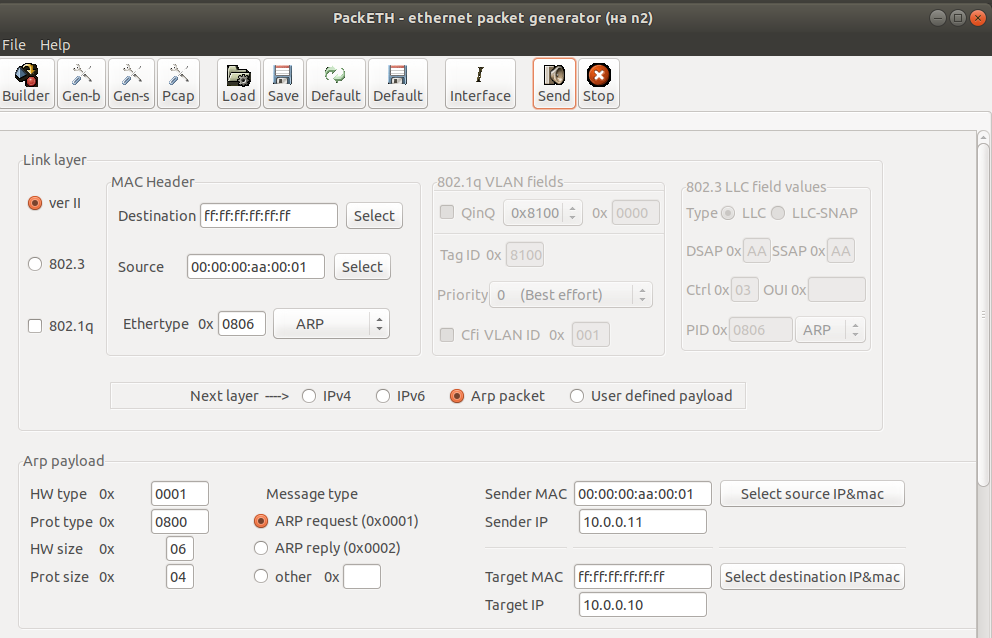 PackETH - ethernet packet generator (на n2)
File Help
Builder Gen-b Gen-s Pcap Load Save Default Default Interface Send Stop
Link layer
ver II
802.3
802.1q
MAC Header
Destination ff:ff:ff:ff:ff:ff Select
Source 00:00:00:aa:00:01 Select
Ethertype 0x 0806 ARP
802.1q VLAN fields
QinQ 0x8100 0x 0000
Tag ID 0x 8100
Priority 0 (Best effort)
Cfi VLAN ID 0x 001
802.3 LLC field values
Type LLC LLC-SNAP
DSAP 0x AA SSAP 0x AA
Ctrl 0x 03 OUI 0x
PID 0x 0806 ARP
Next layer ----> IPv4 IPv6 Arp packet User defined payload
Arp payload
HW type 0x 0001
Prot type 0x 0800
HW size 0x 06
Prot size 0x 04
Message type
ARP request (0x0001)
ARP reply (0x0002)
other 0x
Sender MAC 00:00:00:aa:00:01 Select source IP&mac
Sender IP 10.0.0.11
Target MAC ff:ff:ff:ff:ff:ff Select destination IP&mac
Target IP 10.0.0.10